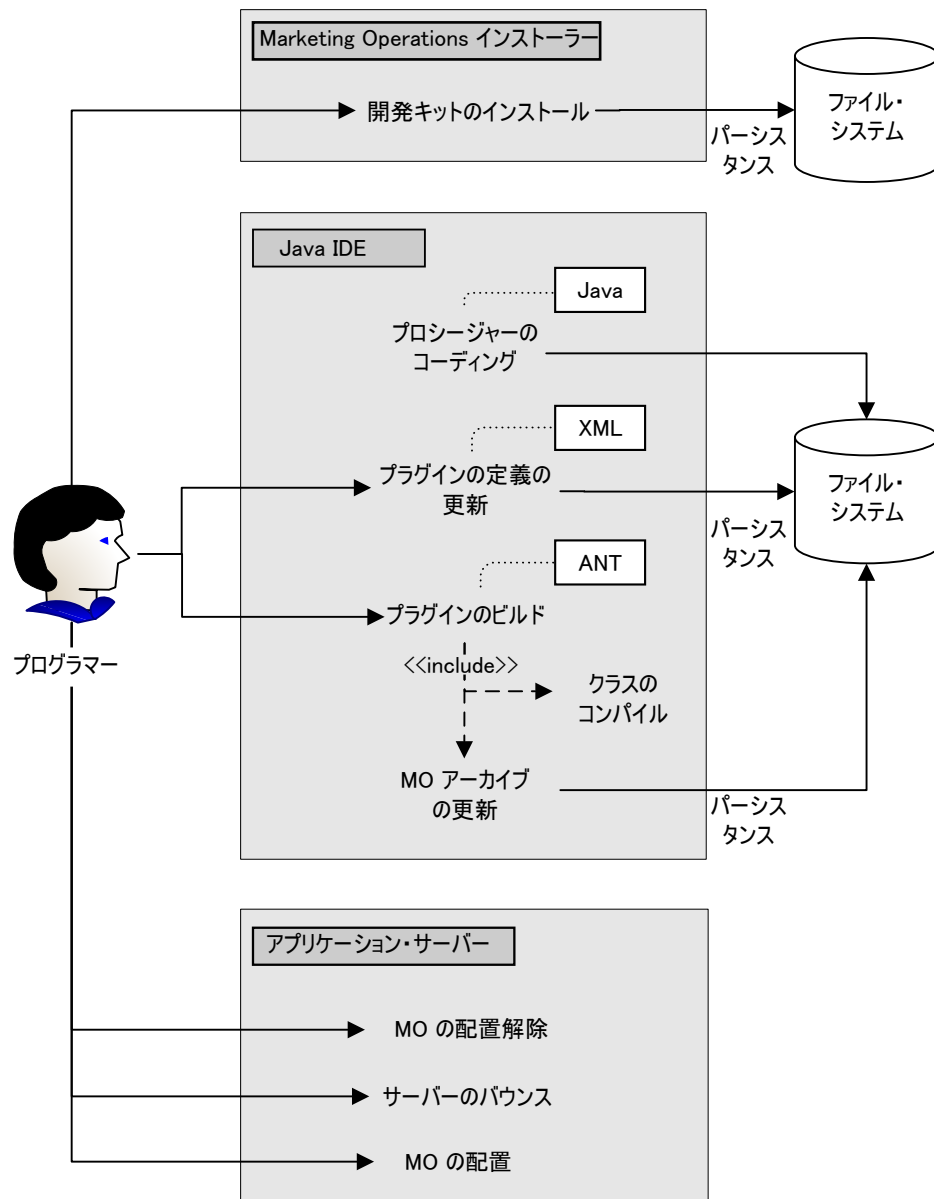 Marketing Operations インストーラー
開発キットのインストール
パーシス
タンス
ファイル・
システム
Java IDE
Java
プロシージャーの
コーディング
XML
プラグインの定義の
更新
パーシス
タンス
ファイル・
システム
ANT
プラグインのビルド
<<include>>
クラスの
コンパイル
MO アーカイブ
の更新
パーシス
タンス
プログラマー
アプリケーション・サーバー
MO の配置解除
サーバーのバウンス
MO の配置